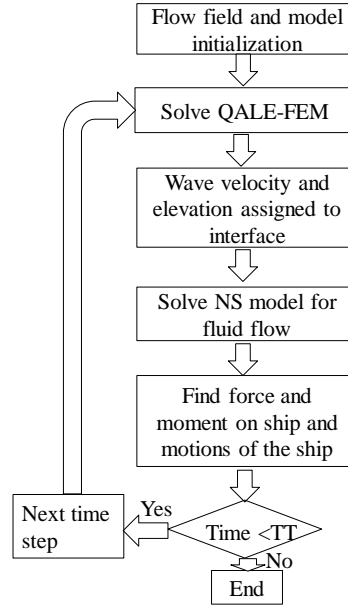 Flow field and model
initialization
Solve QALE-FEM
Wave velocity and
elevation assigned to
interface
Solve NS model for
fluid flow
Find force and
moment on ship and
motions of the ship
Yes
Next time
step
Time <TT
No
End